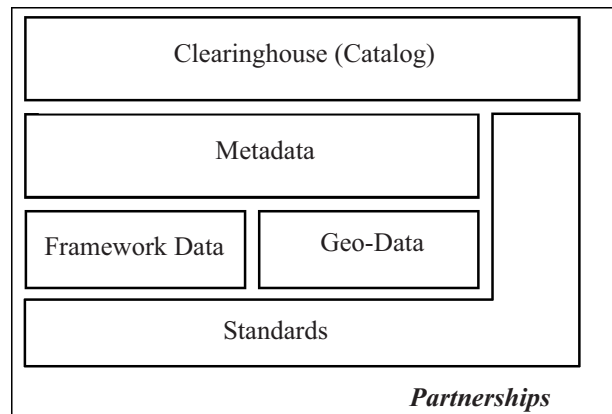 Clearinghouse (Catalog)
Metadata
Framework Data
Geo-Data
Standards
Partnerships